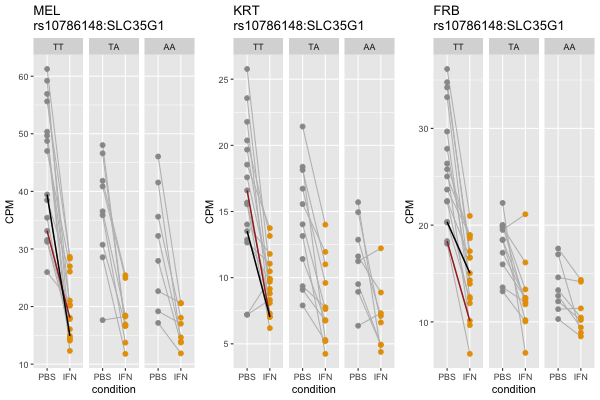 MEL
rs10786148:SLC35G1
TT TA AA
60
50
40
30
20
10
CPM
PBS IFN PBS IFN PBS IFN
condition
KRT
rs10786148:SLC35G1
TT TA AA
25
20
15
10
5
CPM
PBS IFN PBS IFN PBS IFN
condition
FRB
rs10786148:SLC35G1
TT TA AA
30
20
10
CPM
PBS IFN PBS IFN PBS IFN
condition